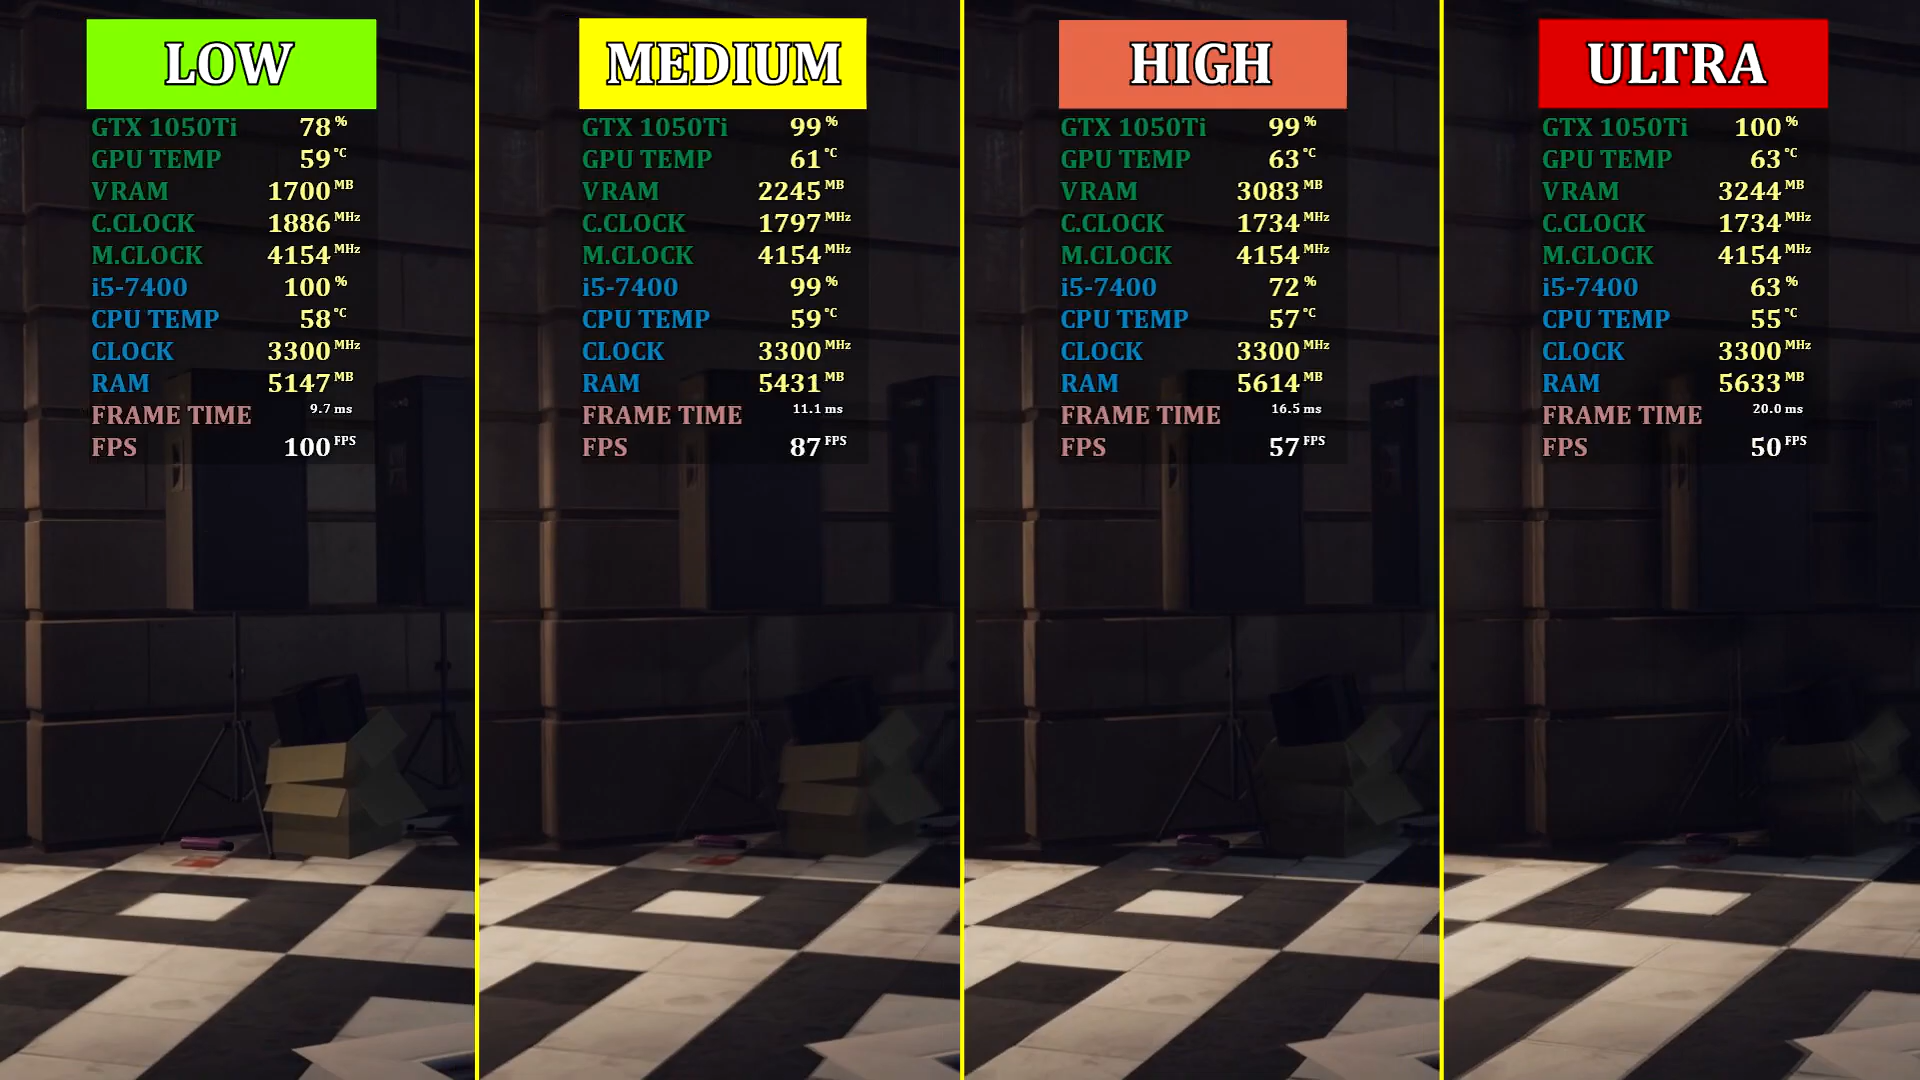 LOW
GTX 1050Ti 78 %
GPU TEMP 59 °C
VRAM 1700 MB
C.CLOCK 1886 MHz
M.CLOCK 4154 MHz
i5-7400 100 %
CPU TEMP 58 °C
CLOCK 3300 MHz
RAM 5147 MB
FRAME TIME 9.7 ms
FPS 100 FPS
MEDIUM
GTX 1050Ti 99 %
GPU TEMP 61 °C
VRAM 2245 MB
C.CLOCK 1797 MHz
M.CLOCK 4154 MHz
i5-7400 99 %
CPU TEMP 59 °C
CLOCK 3300 MHz
RAM 5431 MB
FRAME TIME 11.1 ms
FPS 87 FPS
HIGH
GTX 1050Ti 99 %
GPU TEMP 63 °C
VRAM 3083 MB
C.CLOCK 1734 MHz
M.CLOCK 4154 MHz
i5-7400 72 %
CPU TEMP 57 °C
CLOCK 3300 MHz
RAM 5614 MB
FRAME TIME 16.5 ms
FPS 57 FPS
ULTRA
GTX 1050Ti 100 %
GPU TEMP 63 °C
VRAM 3244 MB
C.CLOCK 1734 MHz
M.CLOCK 4154 MHz
i5-7400 63 %
CPU TEMP 55 °C
CLOCK 3300 MHz
RAM 5633 MB
FRAME TIME 20.0 ms
FPS 50 FPS